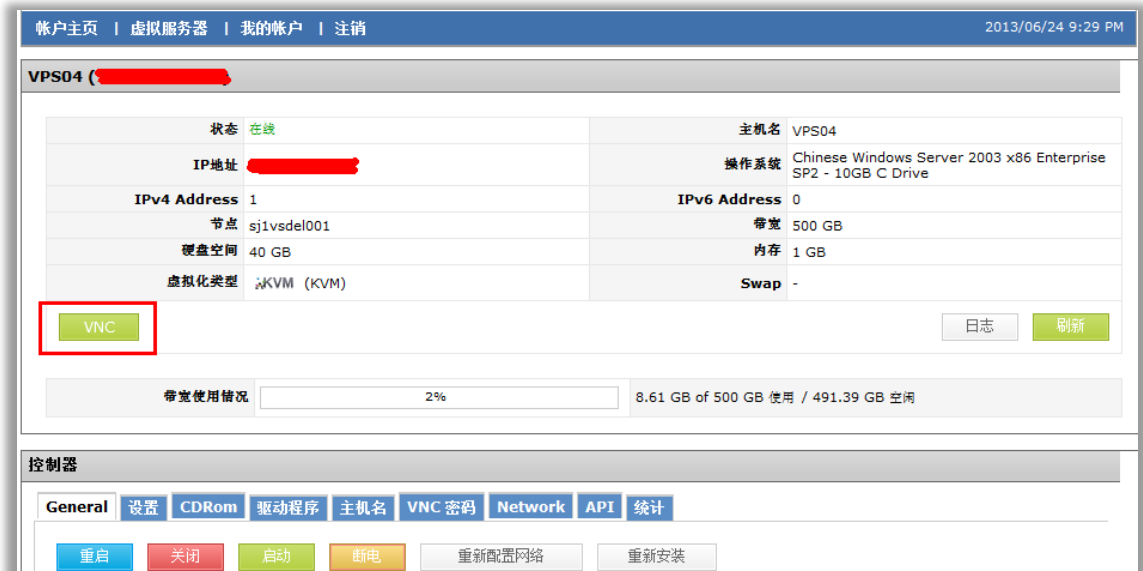 帐户主页 | 虚拟服务器 | 我的帐户 | 注销 2013/06/24 9:29 PM
VPS04 (
状态 在线 主机名 VPS04
IP地址 操作系统 Chinese Windows Server 2003 x86 Enterprise
SP2 - 10GB C Drive
IPv4 Address 1 IPv6 Address 0
节点 sj1vsdel001 带宽 500 GB
硬盘空间 40 GB 内存 1 GB
虚拟化类型 KVM (KVM) Swap -
VNC 日志 刷新
带宽使用情况 2% 8.61 GB of 500 GB 使用 / 491.39 GB 空闲
控制器
General 设置 CDRom 驱动程序 主机名 VNC 密码 Network API 统计
重启 关闭 启动 断电 重新配置网络 重新安装